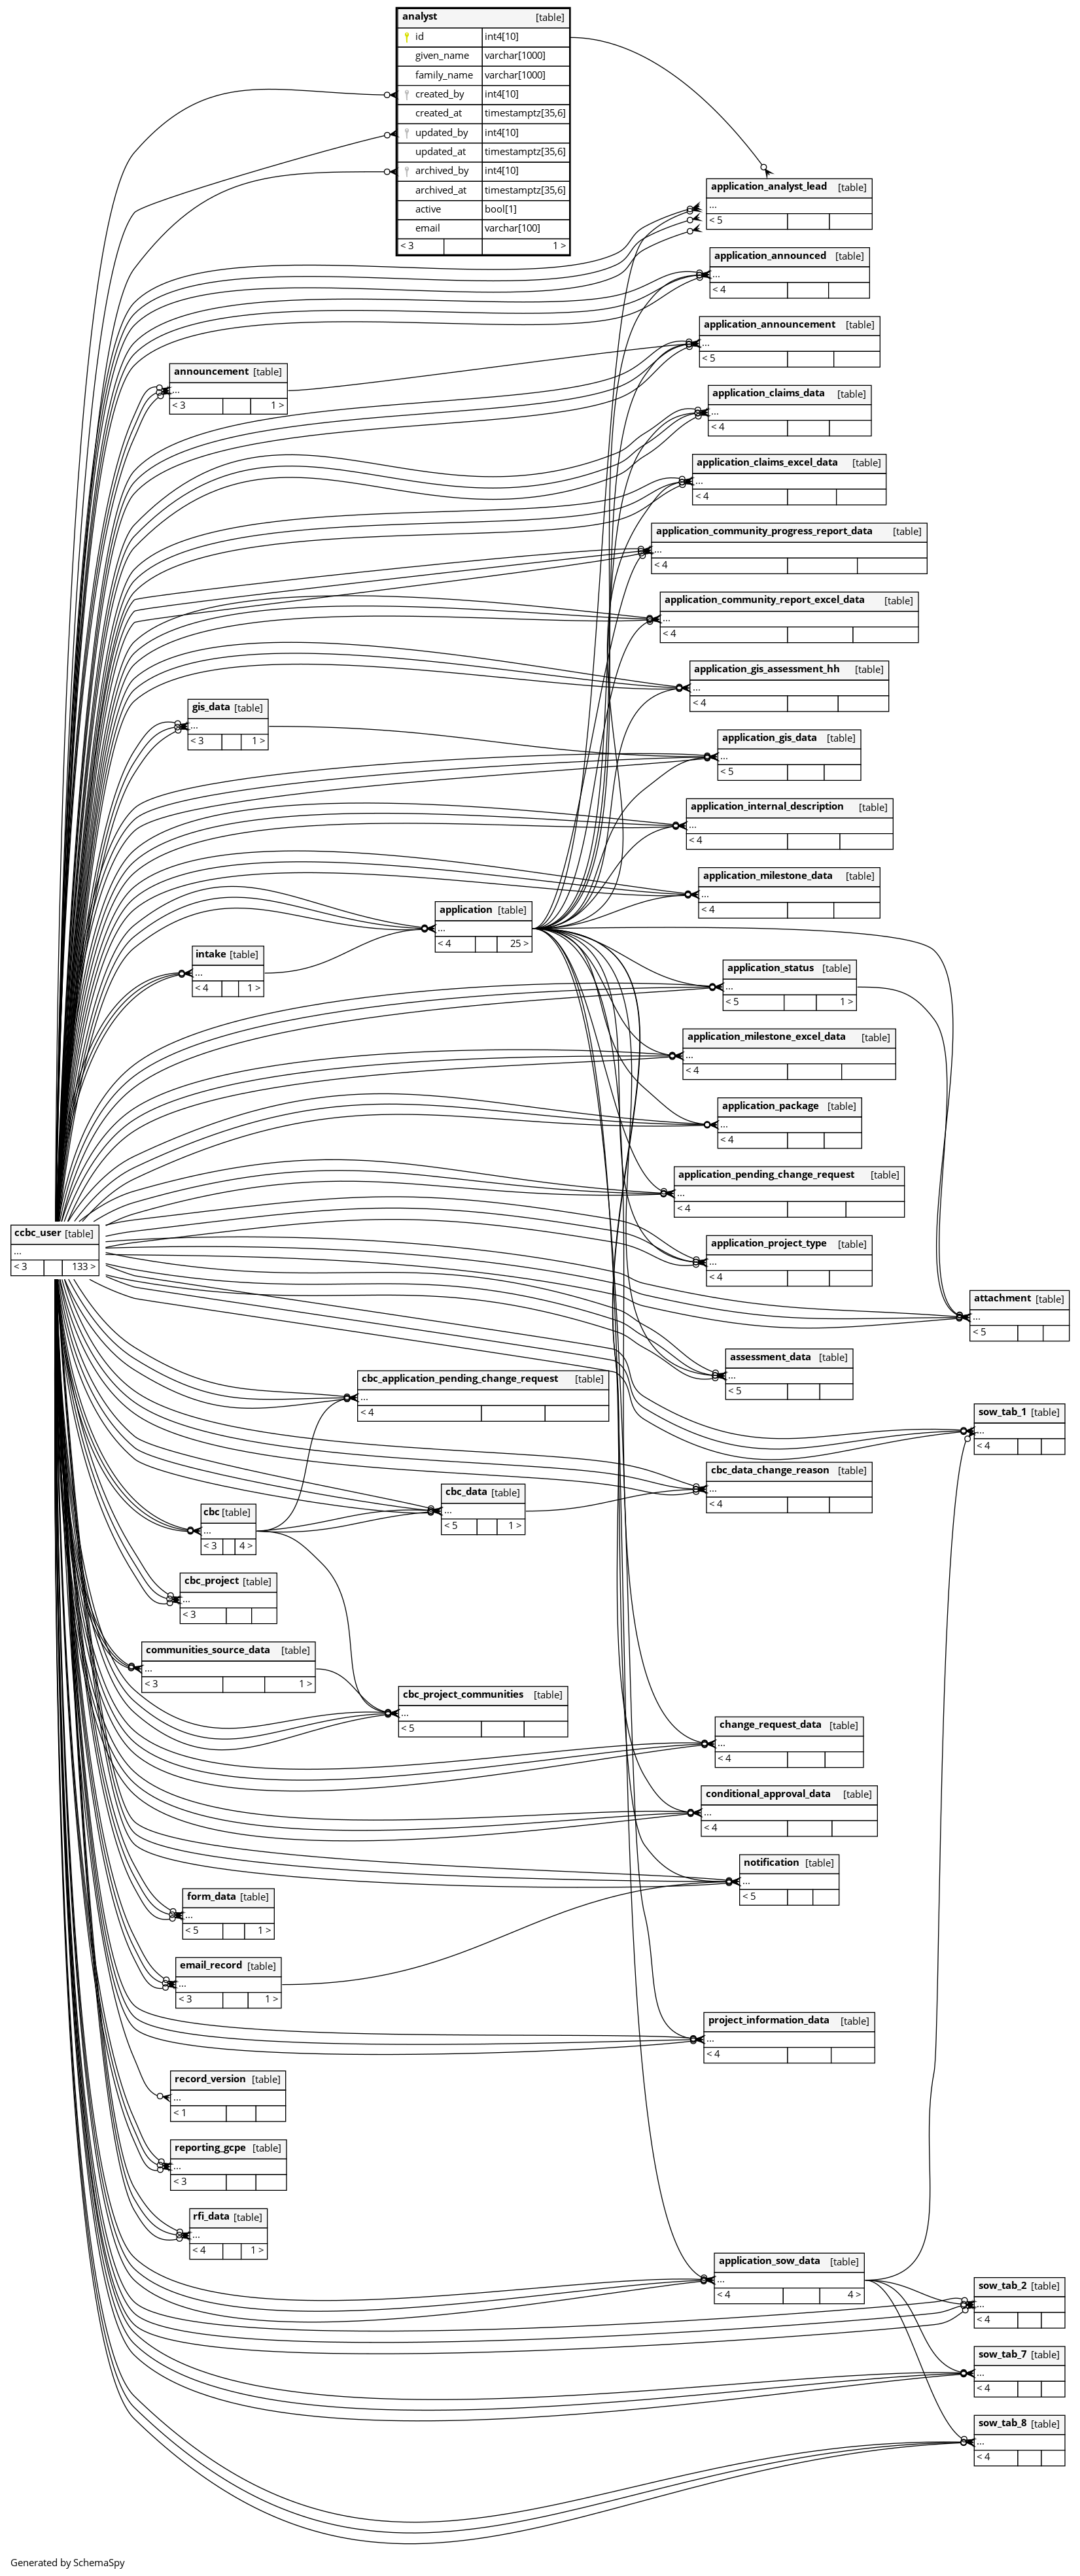 analyst [table]
id int4[10]
given_name varchar[1000]
family_name varchar[1000]
created_by int4[10]
created_at timestamptz[35,6]
updated_by int4[10]
updated_at timestamptz[35,6]
archived_by int4[10]
archived_at timestamptz[35,6]
active bool[1]
email varchar[100]
< 3 1 >
application_analyst_lead [table]
...
< 5
application_announced [table]
...
< 4
application_announcement [table]
...
< 5
announcement [table]
...
< 3 1 >
application_claims_data [table]
...
< 4
application_claims_excel_data [table]
...
< 4
application_community_progress_report_data [table]
...
< 4
application_community_report_excel_data [table]
...
< 4
application_gis_assessment_hh [table]
...
< 4
gis_data [table]
...
< 3 1 >
application_gis_data [table]
...
< 5
application_internal_description [table]
...
< 4
application_milestone_data [table]
...
< 4
application [table]
...
< 4 25 >
intake [table]
...
< 4 1 >
application_status [table]
...
< 5 1 >
application_milestone_excel_data [table]
...
< 4
application_package [table]
...
< 4
application_pending_change_request [table]
...
< 4
ccbc_user [table]
...
< 3 133 >
application_project_type [table]
...
< 4
attachment [table]
...
< 5
assessment_data [table]
...
< 5
cbc_application_pending_change_request [table]
...
< 4
sow_tab_1 [table]
...
< 4
cbc_data_change_reason [table]
...
< 4
cbc_data [table]
...
< 5 1 >
cbc [table]
...
< 3 4 >
cbc_project [table]
...
< 3
communities_source_data [table]
...
< 3 1 >
cbc_project_communities [table]
...
< 5
change_request_data [table]
...
< 4
conditional_approval_data [table]
...
< 4
notification [table]
...
< 5
form_data [table]
...
< 5 1 >
email_record [table]
...
< 3 1 >
project_information_data [table]
...
< 4
record_version [table]
...
< 1
reporting_gcpe [table]
...
< 3
rfi_data [table]
...
< 4 1 >
application_sow_data [table]
...
< 4 4 >
sow_tab_2 [table]
...
< 4
sow_tab_7 [table]
...
< 4
sow_tab_8 [table]
...
< 4
Generated by SchemaSpy